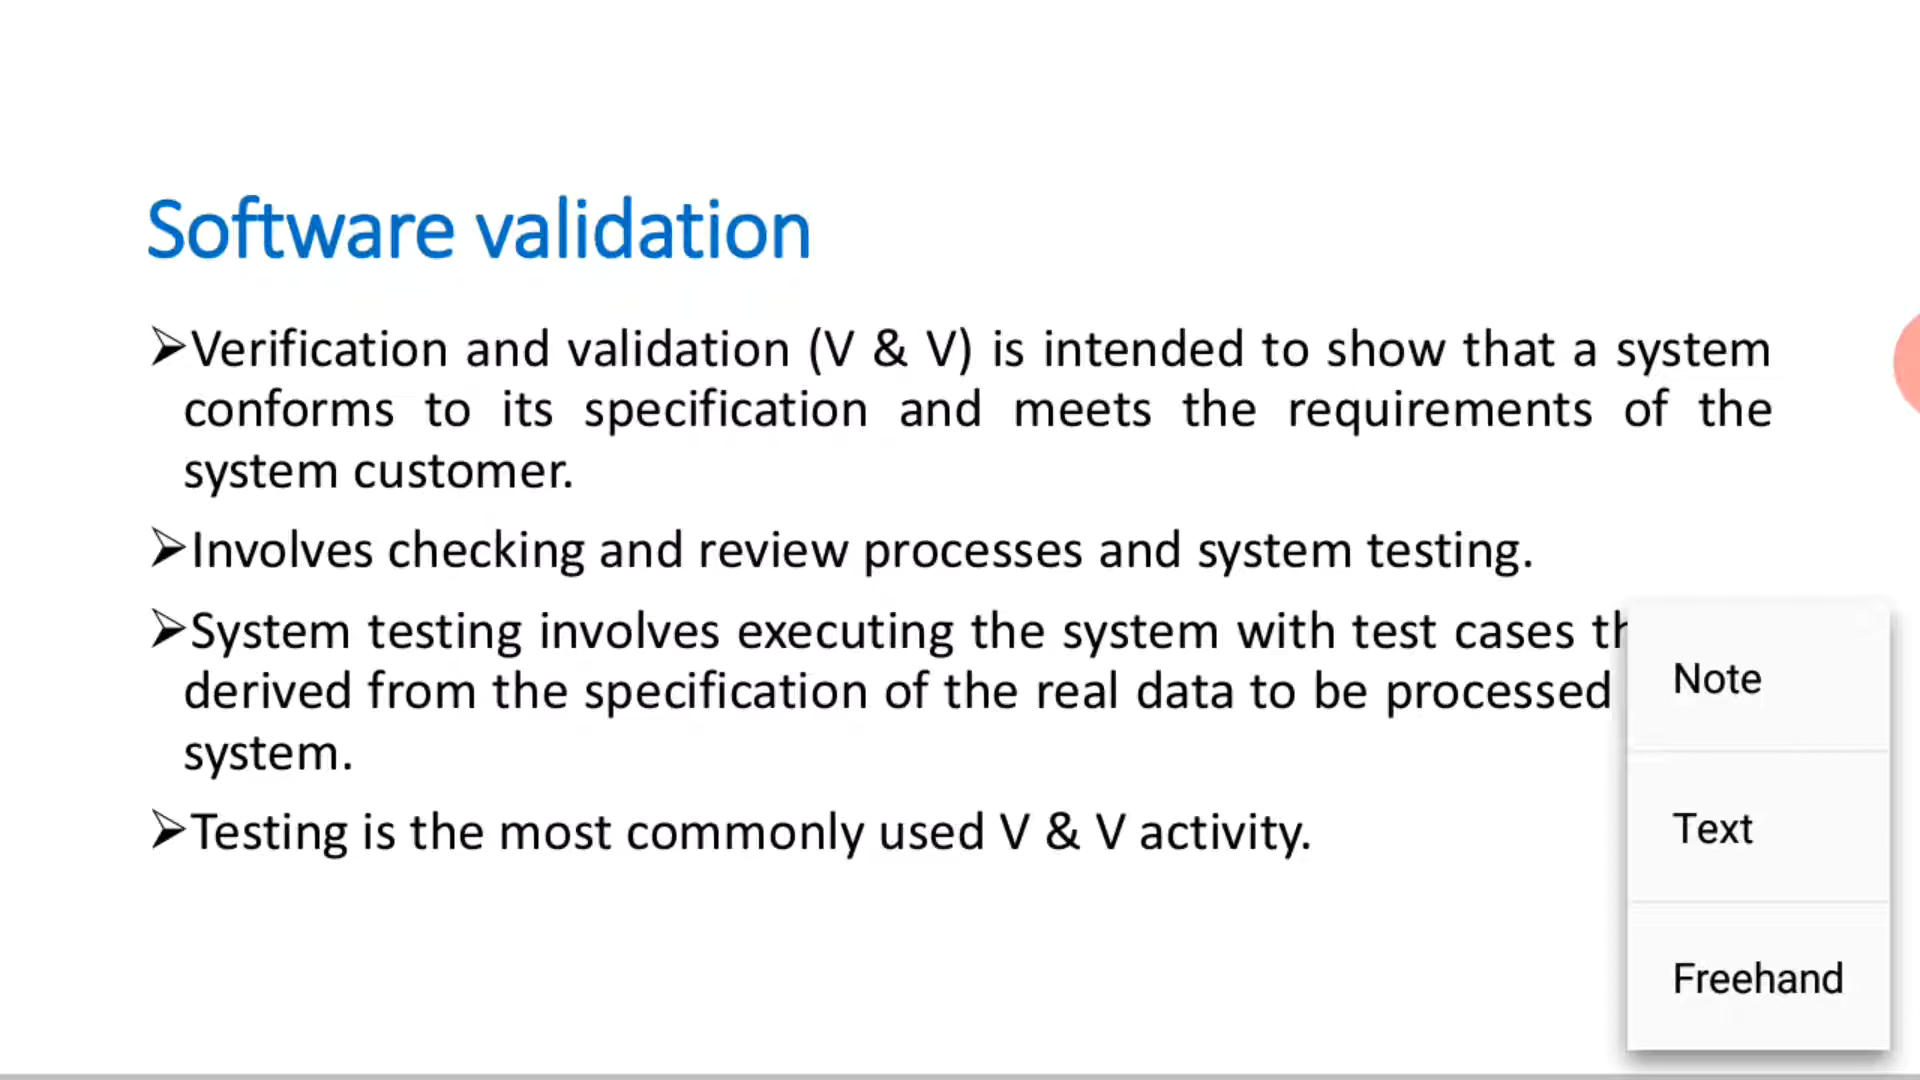 Software validation
➤Verification and validation (V & V) is intended to show that a system
conforms to its specification and meets the requirements of the
system customer.
➤Involves checking and review processes and system testing.
➤System testing involves executing the system with test cases
derived from the specification of the real data to be processed
system.
➤Testing is the most commonly used V & V activity.
Note
Text
Freehand